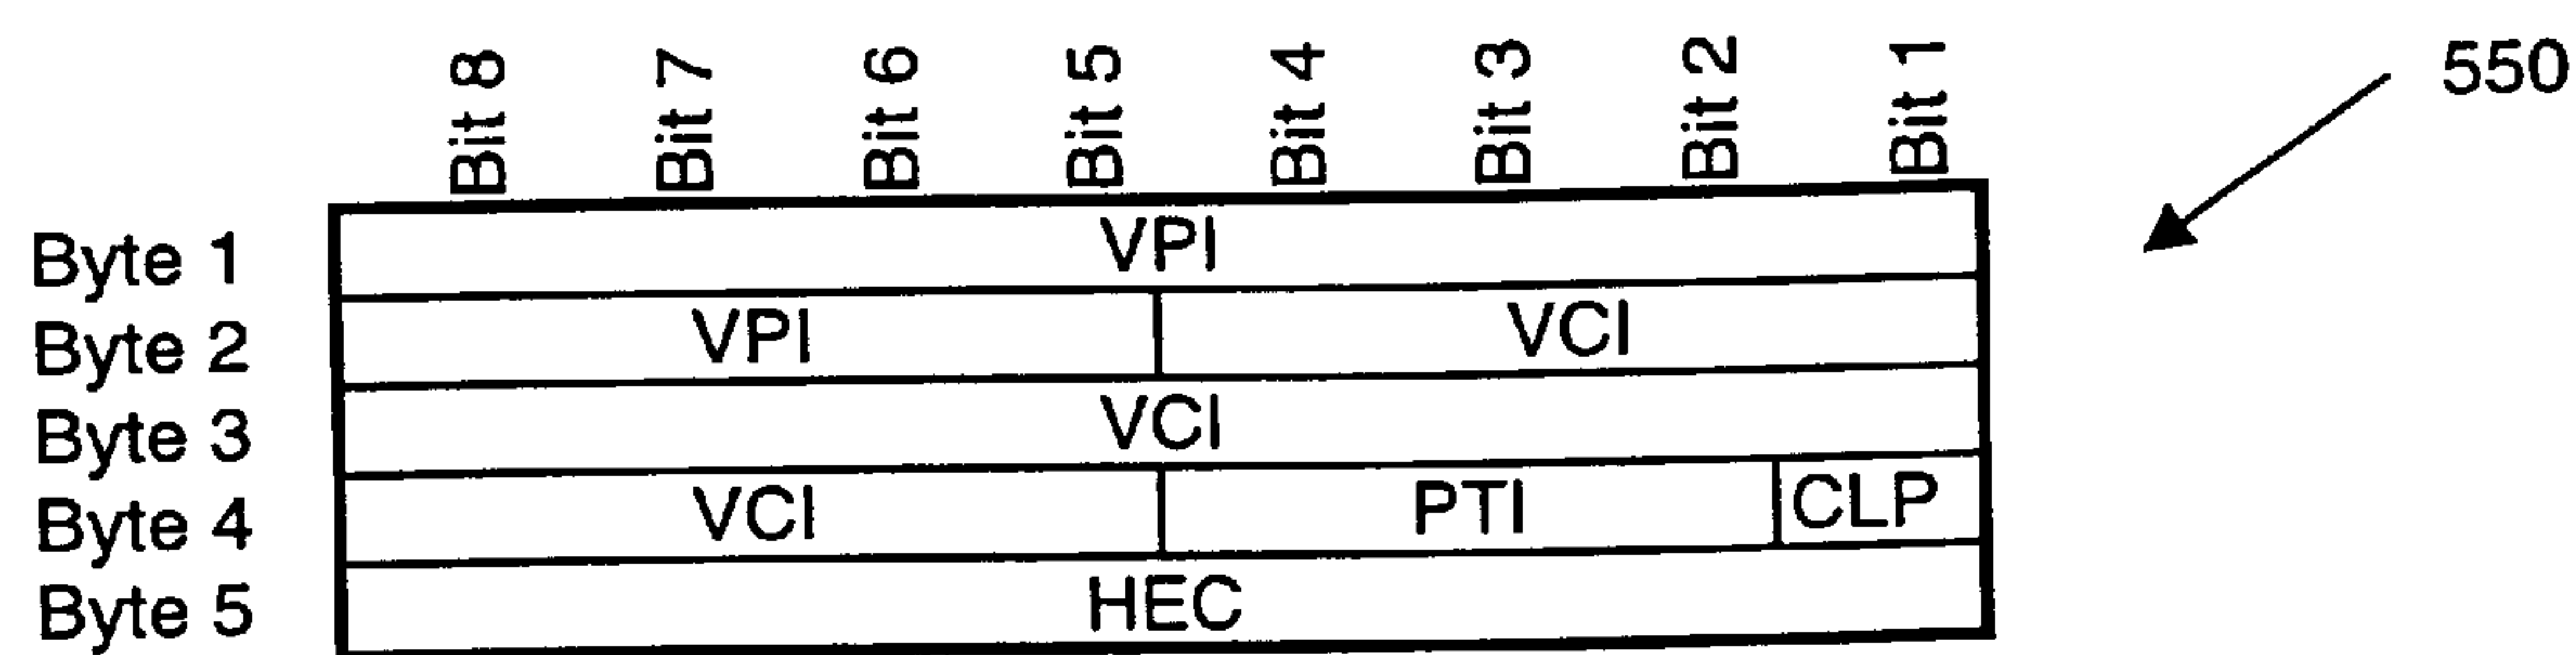 Bit 8 Bit 7 Bit 6 Bit 5 Bit 4 Bit 3 Bit 2 Bit 1 550
Byte 1 VPI
Byte 2 VPI VCI
Byte 3 VCI
Byte 4 VCI PTI CLP
Byte 5 HEC